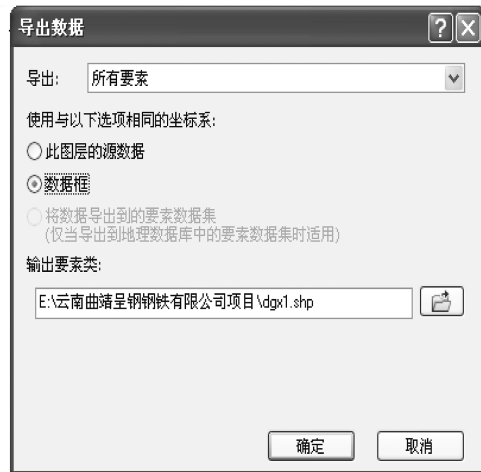 导出数据
导出: 所有要素
使用与以下选项相同的坐标系:
此图层的源数据
数据框
将数据导出到的要素数据集
(仅当导出到地理数据库中的要素数据集时适用)
输出要素类:
E:\云南曲靖呈钢钢铁有限公司项目\dgx1.shp
确定 取消